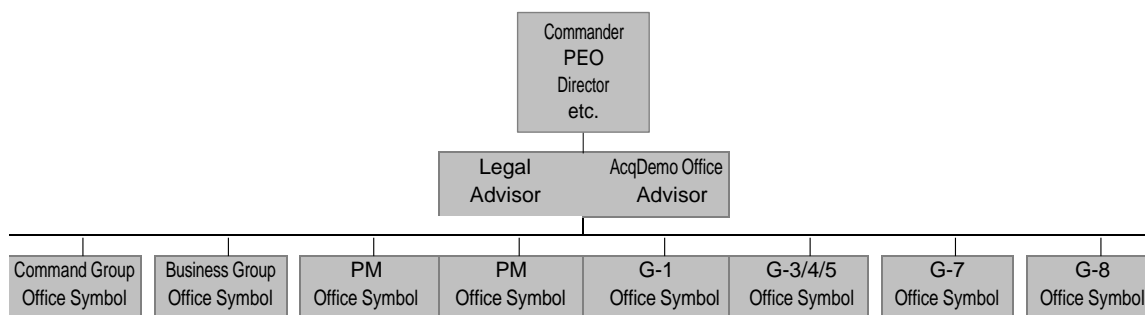 Commander
PEO
Director
etc.
Legal
Advisor
AcqDemo Office
Advisor
Command Group
Office Symbol
Business Group
Office Symbol
PM
Office Symbol
PM
Office Symbol
G-1
Office Symbol
G-3/4/5
Office Symbol
G-7
Office Symbol
G-8
Office Symbol